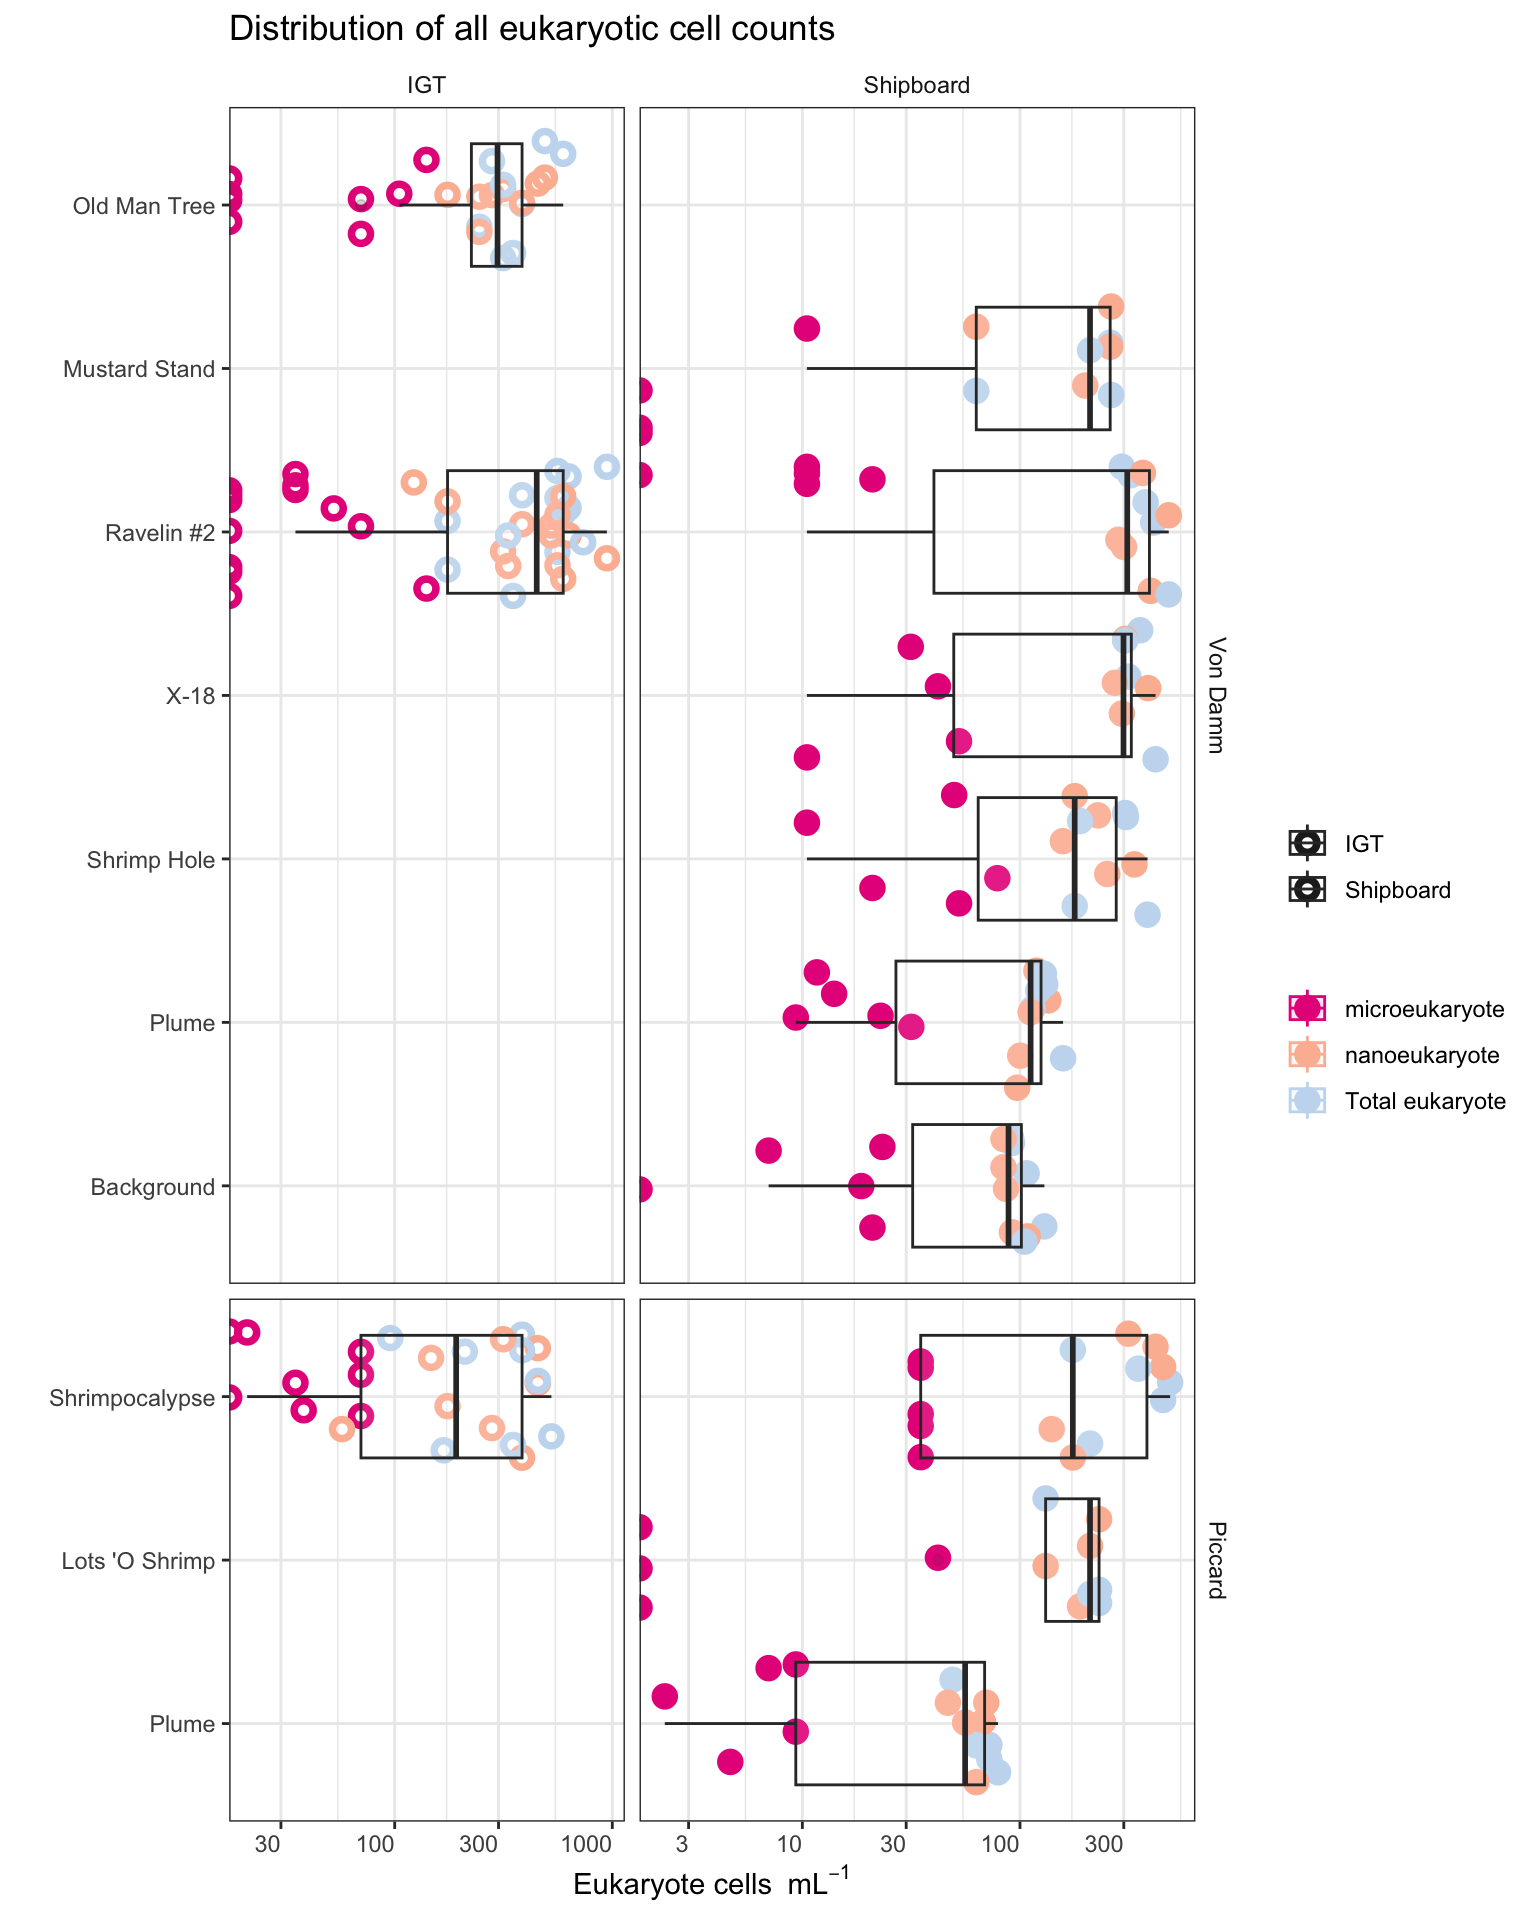 Distribution of all eukaryotic cell counts
IGT
Shipboard
Old Man Tree
Mustard Stand
Ravelin #2
X-18
Shrimp Hole
Plume
Background
Von Damm
Shrimpocalypse
Lots 'O Shrimp
Plume
Piccard
30 100 300 1000
3 10 30 100 300
Eukaryote cells mL⁻¹
IGT
Shipboard
microeukaryote
nanoeukaryote
Total eukaryote